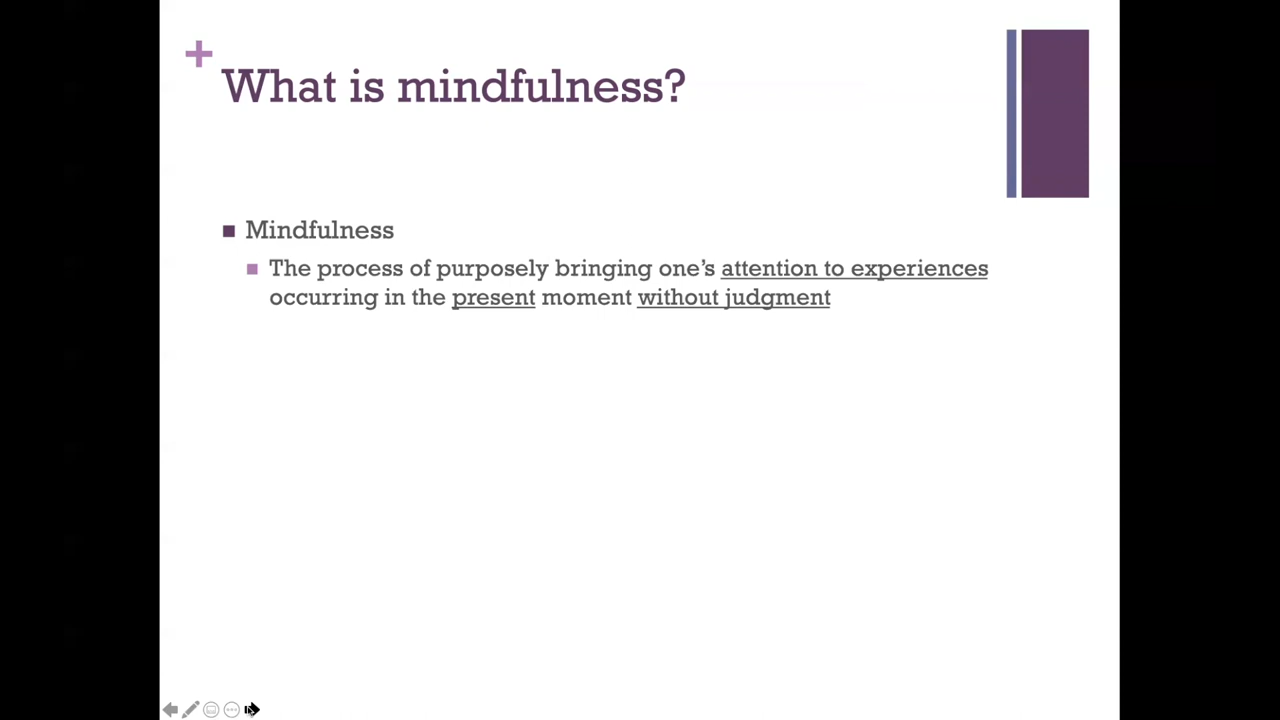 What is mindfulness?
Mindfulness
The process of purposely bringing one’s attention to experiences
occurring in the present moment without judgment